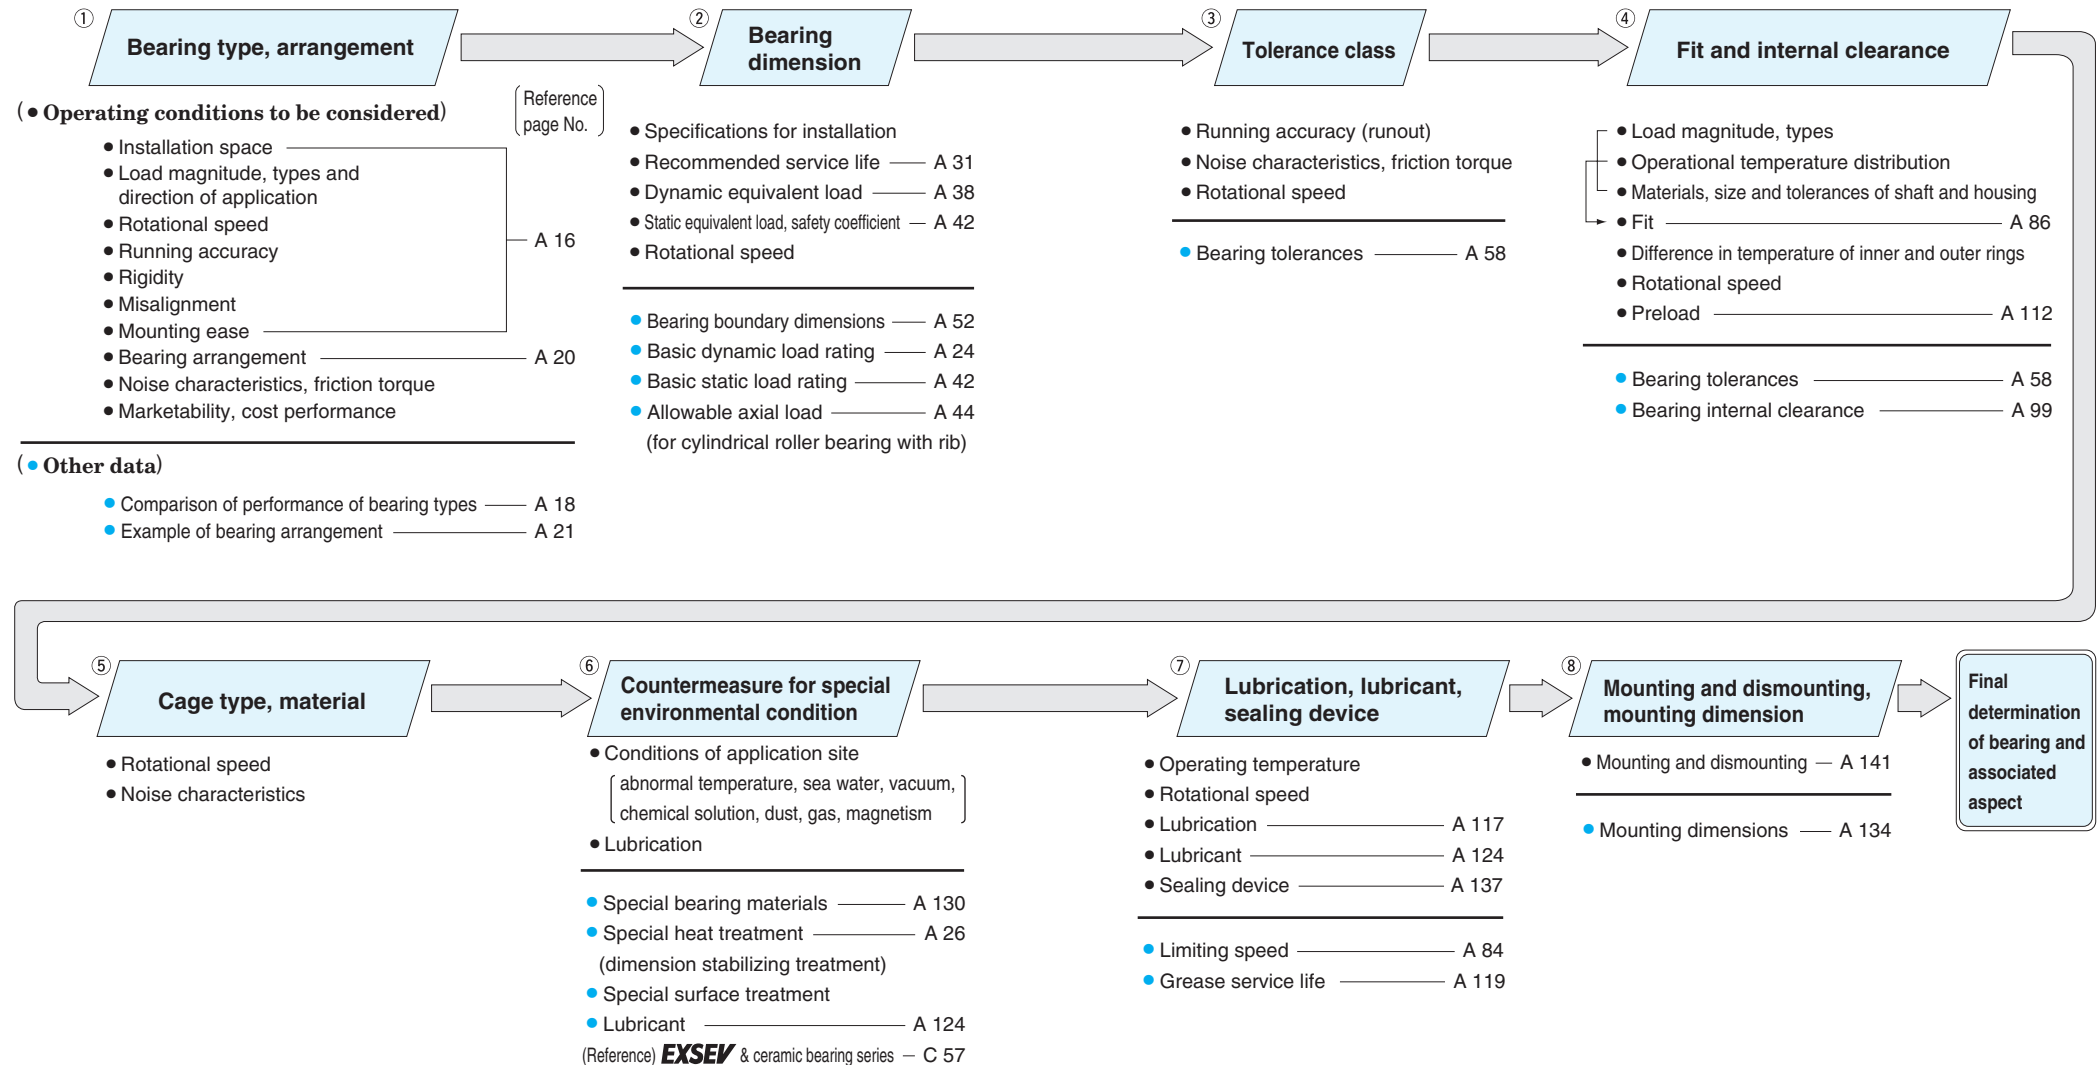 ① Bearing type, arrangement
(● Operating conditions to be considered)
Reference
page No.
● Installation space
● Load magnitude, types and
direction of application
● Rotational speed
● Running accuracy
● Rigidity
● Misalignment
● Mounting ease
A 16
● Bearing arrangement A 20
● Noise characteristics, friction torque
● Marketability, cost performance
(● Other data)
● Comparison of performance of bearing types A 18
● Example of bearing arrangement A 21
② Bearing
dimension
● Specifications for installation
● Recommended service life A 31
● Dynamic equivalent load A 38
● Static equivalent load, safety coefficient A 42
● Rotational speed
● Bearing boundary dimensions A 52
● Basic dynamic load rating A 24
● Basic static load rating A 42
● Allowable axial load A 44
(for cylindrical roller bearing with rib)
③ Tolerance class
● Running accuracy (runout)
● Noise characteristics, friction torque
● Rotational speed
● Bearing tolerances A 58
④ Fit and internal clearance
● Load magnitude, types
● Operational temperature distribution
● Materials, size and tolerances of shaft and housing
● Fit A 86
● Difference in temperature of inner and outer rings
● Rotational speed
● Preload A 112
● Bearing tolerances A 58
● Bearing internal clearance A 99
⑤ Cage type, material
● Rotational speed
● Noise characteristics
⑥ Countermeasure for special
environmental condition
● Conditions of application site
abnormal temperature, sea water, vacuum,
chemical solution, dust, gas, magnetism
● Lubrication
● Special bearing materials A 130
● Special heat treatment A 26
(dimension stabilizing treatment)
● Special surface treatment
● Lubricant A 124
(Reference) EXSEV & ceramic bearing series C 57
⑦ Lubrication, lubricant,
sealing device
● Operating temperature
● Rotational speed
● Lubrication A 117
● Lubricant A 124
● Sealing device A 137
● Limiting speed A 84
● Grease service life A 119
⑧ Mounting and dismounting,
mounting dimension
● Mounting and dismounting A 141
● Mounting dimensions A 134
Final
determination
of bearing and
associated
aspect